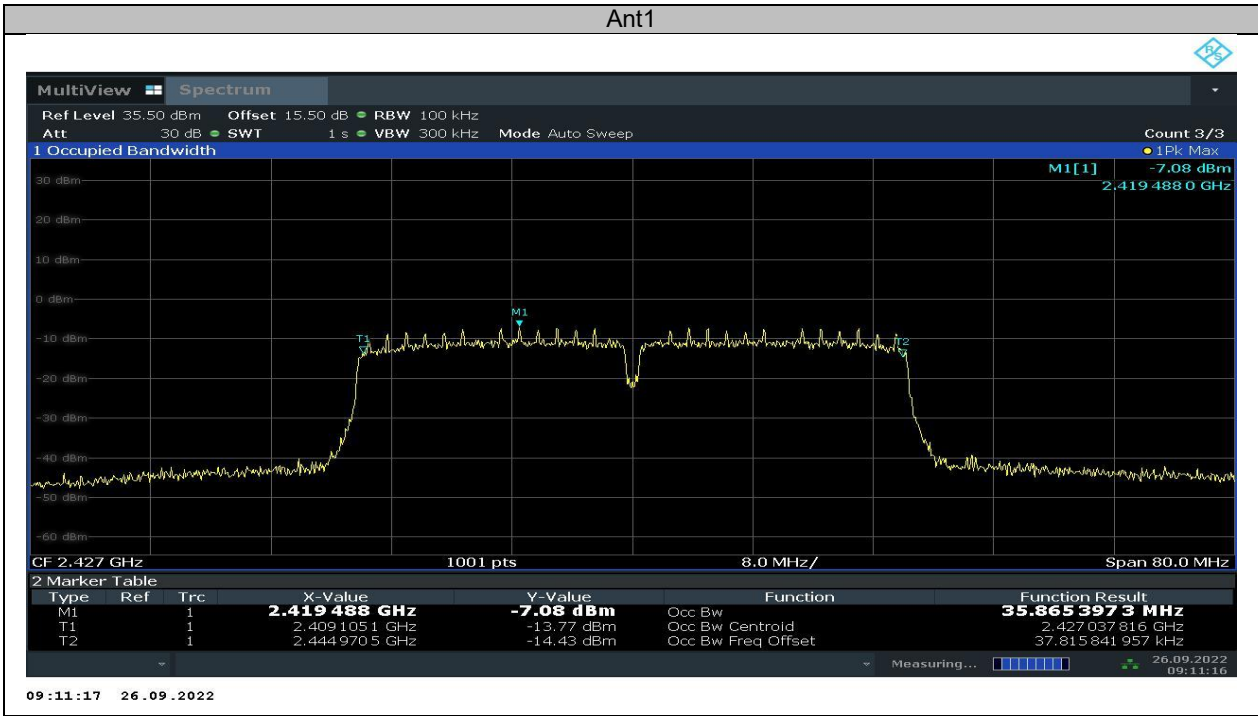 Ant1
R/S
MultiView Spectrum
Ref Level 35.50 dBm Offset 15.50 dB RBW 100 kHz
Att 30 dB SWT 1 s VBW 300 kHz Mode Auto Sweep Count 3/3
1 Occupied Bandwidth 1Pk Max
M1[1] -7.08 dBm
2.419 488 0 GHz
30 dBm
20 dBm
10 dBm
0 dBm
M1
-10 dBm
T1
T2
-20 dBm
-30 dBm
-40 dBm
-50 dBm
-60 dBm
CF 2.427 GHz 1001 pts 8.0 MHz/ Span 80.0 MHz
2 Marker Table
Type Ref Trc X-Value Y-Value Function Function Result
M1 1 2.419 488 GHz -7.08 dBm Occ Bw 35.865 397 3 MHz
T1 1 2.409 105 1 GHz -13.77 dBm Occ Bw Centroid 2.427 037 816 GHz
T2 1 2.444 970 5 GHz -14.43 dBm Occ Bw Freq Offset 37.815 841 957 kHz
Measuring... 26.09.2022
09:11:16
09:11:17 26.09.2022